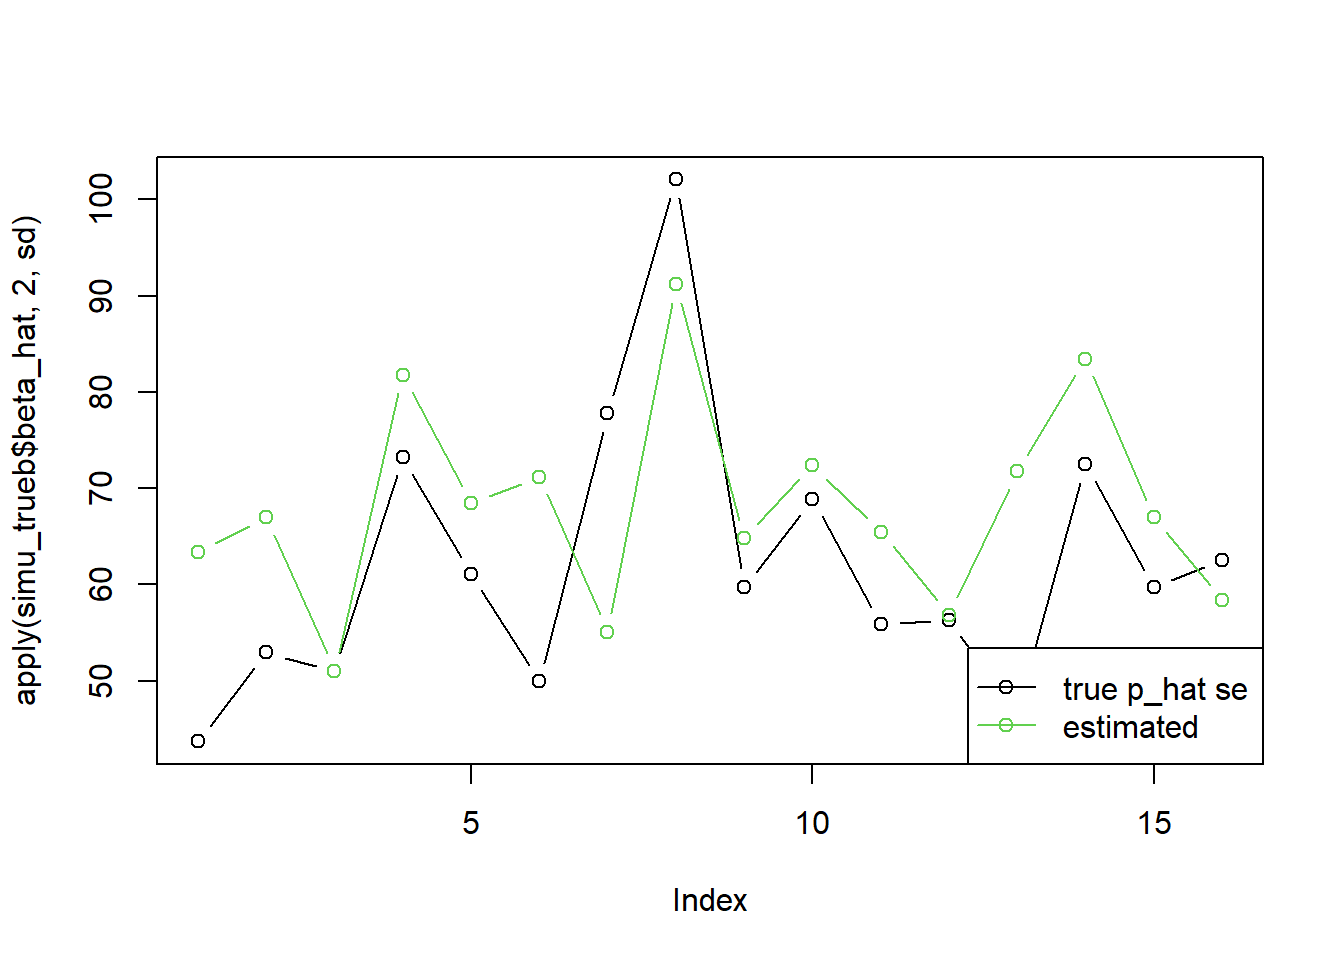 apply(simu_trueb$beta_hat, 2, sd)
100
90
80
70
60
50
true p_hat se
estimated
5
10
15
Index